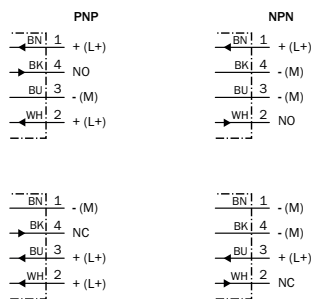 PNP
BN 1 + (L+)
BK 4 NO
BU 3 - (M)
WH 2 + (L+)
NPN
BN 1 + (L+)
BK 4 - (M)
BU 3 - (M)
WH 2 NO
BN 1 - (M)
BK 4 NC
BU 3 + (L+)
WH 2 + (L+)
BN 1 - (M)
BK 4 - (M)
BU 3 + (L+)
WH 2 NC